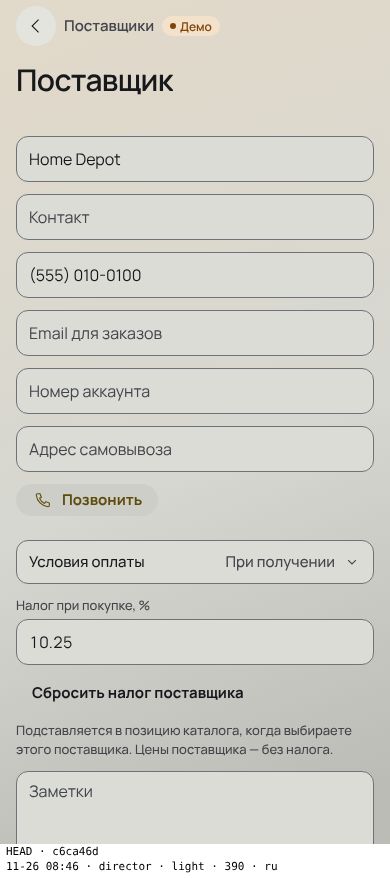 Поставщики
Демо
Поставщик
Home Depot
Контакт
(555) 010-0100
Email для заказов
Номер аккаунта
Адрес самовывоза
Позвонить
Условия оплаты При получении
Налог при покупке, %
10.25
Сбросить налог поставщика
Подставляется в позицию каталога, когда выбираете
этого поставщика. Цены поставщика — без налога.
Заметки
HEAD · c6ca46d
11-26 08:46 · director · light · 390 · ru